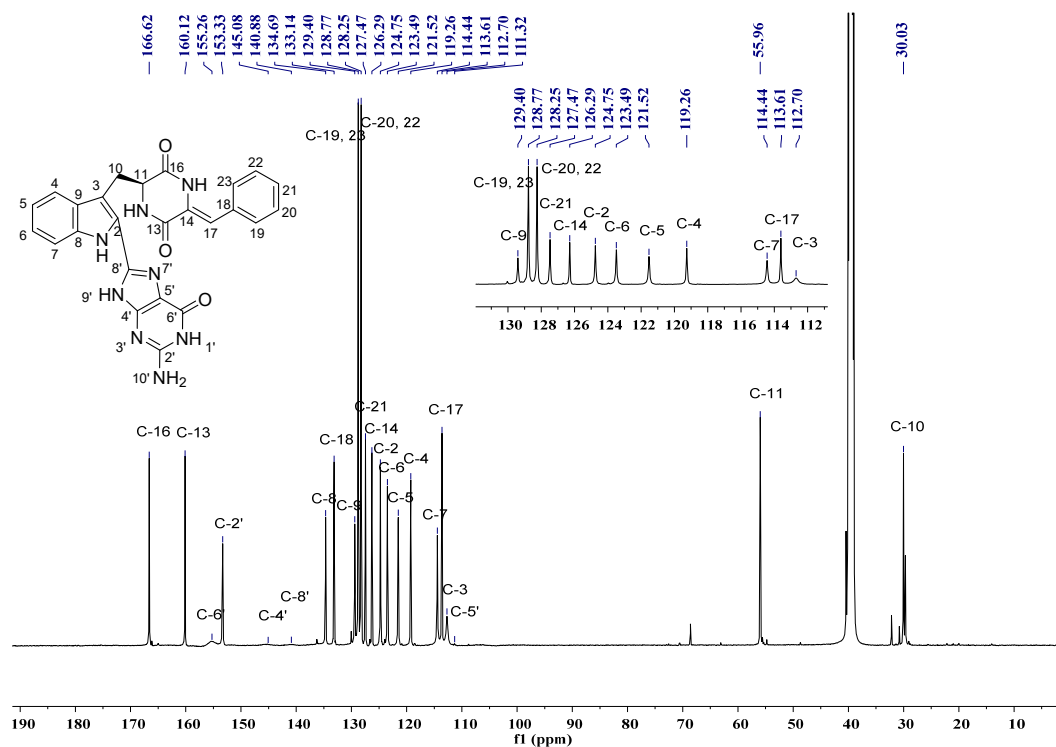 166.62
160.12
155.26
153.33
145.08
140.88
134.69
133.14
129.40
128.77
128.25
127.47
126.29
124.75
123.49
121.52
119.26
114.44
113.61
112.70
111.32
55.96
30.03
129.40
128.77
128.25
127.47
126.29
124.75
123.49
121.52
119.26
114.44
113.61
112.70
C-19, 23
C-20, 22
C-19, 23
C-20, 22
C-21
C-9
C-14
C-2
C-6
C-5
C-4
C-7
C-17
C-3
130 128 126 124 122 120 118 116 114 112
O
10
11
16
NH
22
23
21
4
3
9
5
18
20
NH
14
6
2
13
17
19
8
7
N
H
O
8'
N
7'
9'
HN
5'
O
4'
6'
3'
N
NH
1'
2'
10'
NH2
C-16
C-13
C-2'
C-6'
C-4'
C-8'
C-8
C-18
C-9
C-21
C-14
C-2
C-6
C-5
C-4
C-7
C-17
C-3
C-5'
C-11
C-10
190 180 170 160 150 140 130 120 110 100 90 80 70 60 50 40 30 20 10
f1 (ppm)